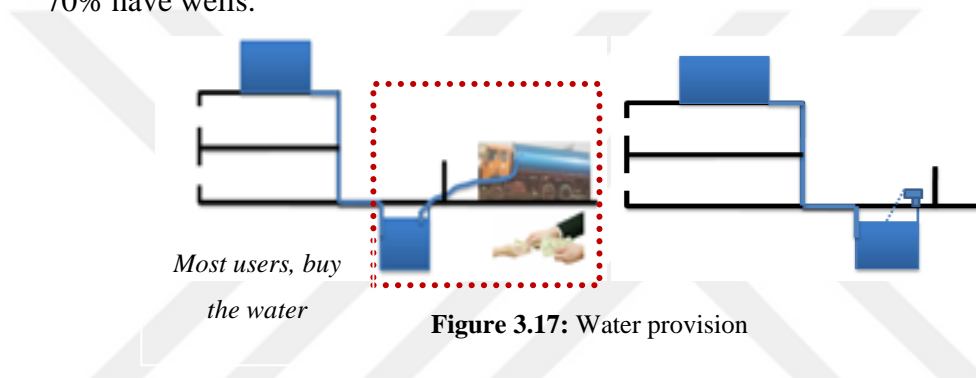 70% have wells.
Most users, buy
the water
Figure 3.17: Water provision